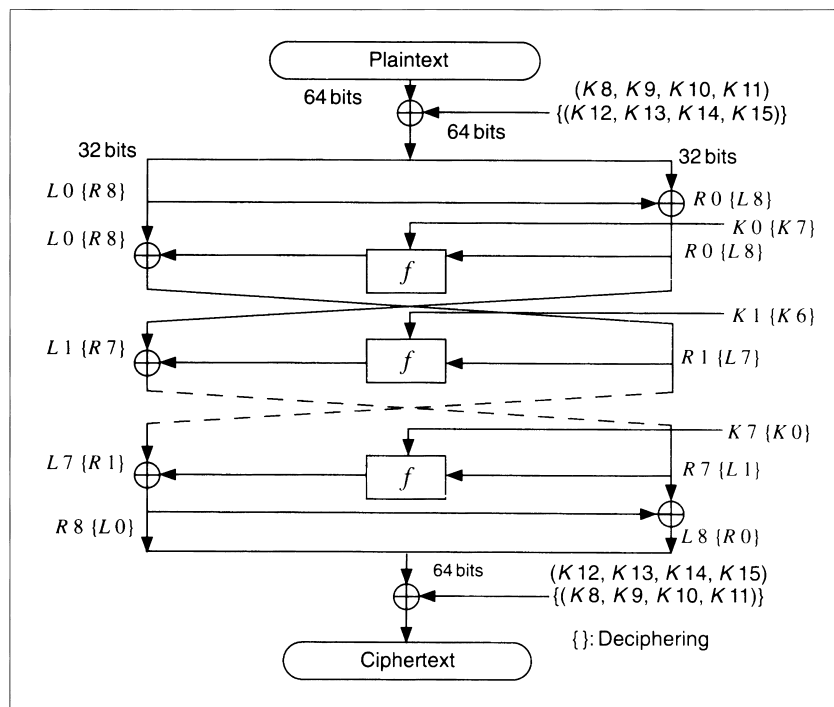 Plaintext
64 bits
(K8, K9, K10, K11)
{(K12, K13, K14, K15)}
64 bits
32 bits
32 bits
L0 {R8}
R0 {L8}
K0 {K7}
L0 {R8}
f
R0 {L8}
K1 {K6}
L1 {R7}
f
R1 {L7}
K7 {K0}
L7 {R1}
f
R7 {L1}
R8 {L0}
L8 {R0}
64 bits
(K12, K13, K14, K15)
{(K8, K9, K10, K11)}
Ciphertext
{ }: Deciphering